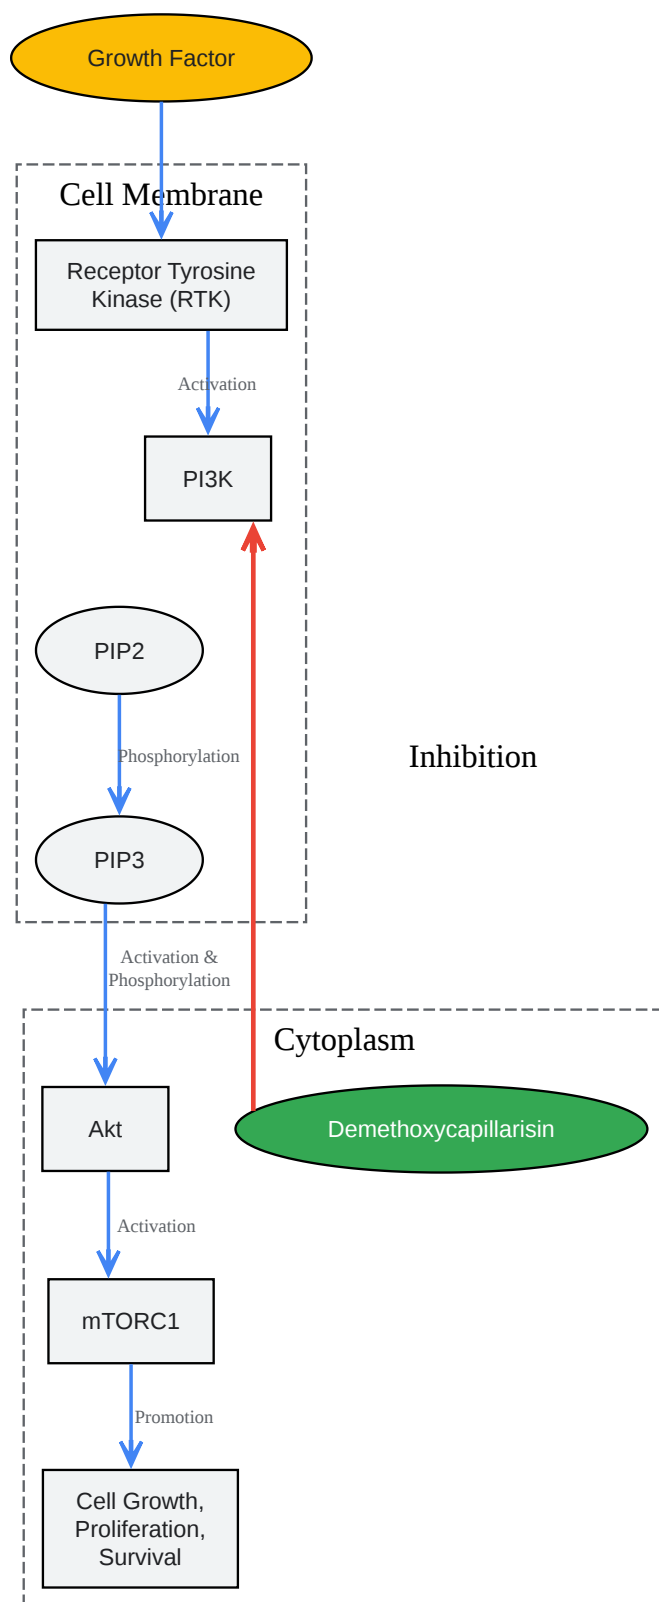 Growth Factor
Cell Membrane
Receptor Tyrosine
Kinase (RTK)
Activation
PI3K
PIP2
Phosphorylation
Inhibition
PIP3
Activation &
Phosphorylation
Cytoplasm
Akt
Demethoxycapillarisin
Activation
mTORC1
Promotion
Cell Growth,
Proliferation,
Survival